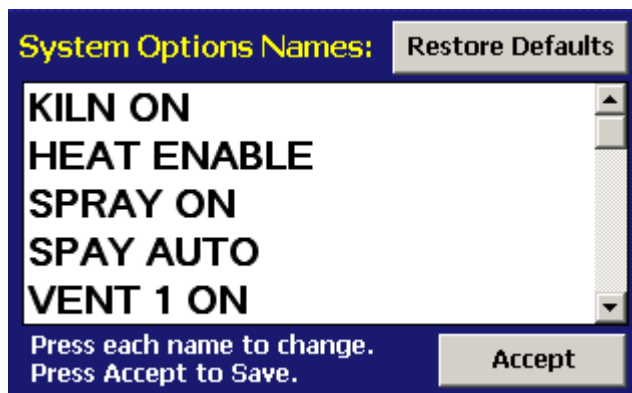 System Options Names:
Restore Defaults
KILN ON
HEAT ENABLE
SPRAY ON
SPAY AUTO
VENT 1 ON
Press each name to change.
Press Accept to Save.
Accept